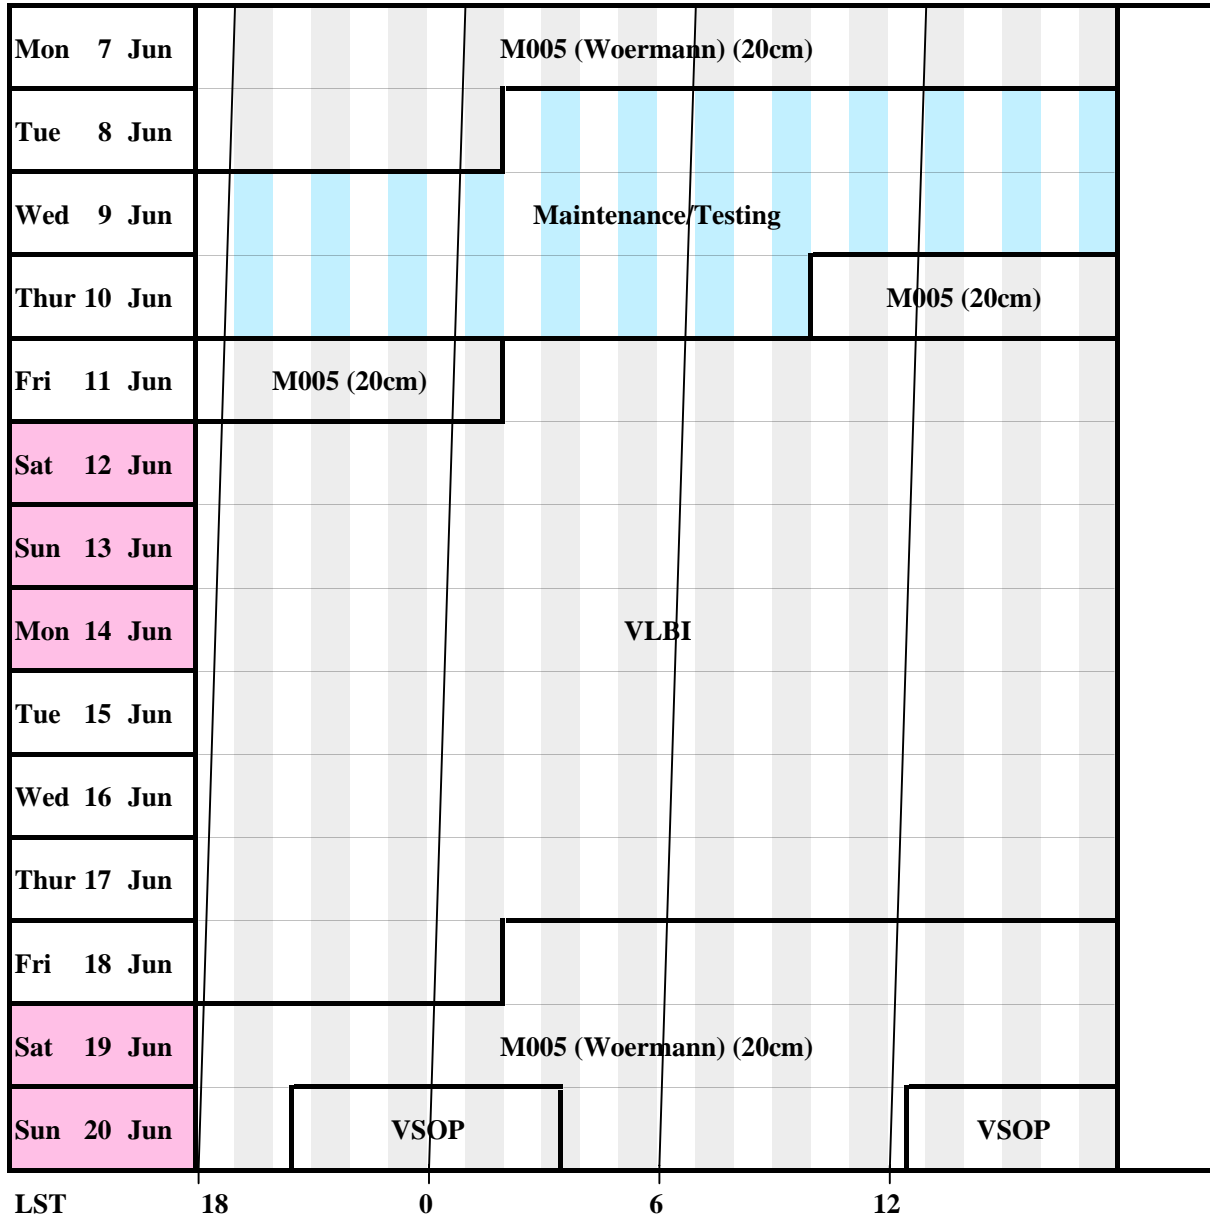 Mon 7 Jun M005 (Woermann) (20cm)
Tue 8 Jun
Wed 9 Jun Maintenance/Testing
Thur 10 Jun M005 (20cm)
Fri 11 Jun M005 (20cm)
Sat 12 Jun
Sun 13 Jun
Mon 14 Jun VLBI
Tue 15 Jun
Wed 16 Jun
Thur 17 Jun
Fri 18 Jun
Sat 19 Jun M005 (Woermann) (20cm)
Sun 20 Jun VSOP VSOP
LST 18 0 6 12